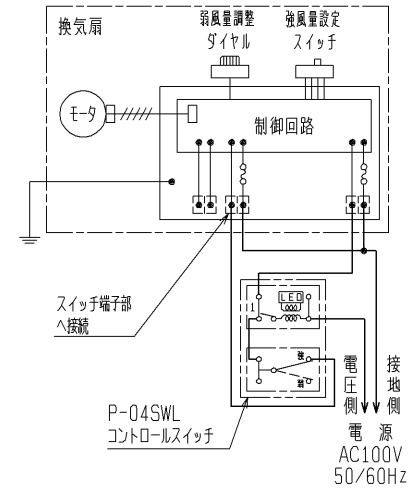 換気扇
弱風量調整
ダイヤル
強風量設定
スイッチ
モータ
制御回路
スイッチ端子部
へ接続
LED
1
強
弱
P-04SWL
コントロールスイッチ
電圧側
接地側
電 源
AC100V
50/60Hz